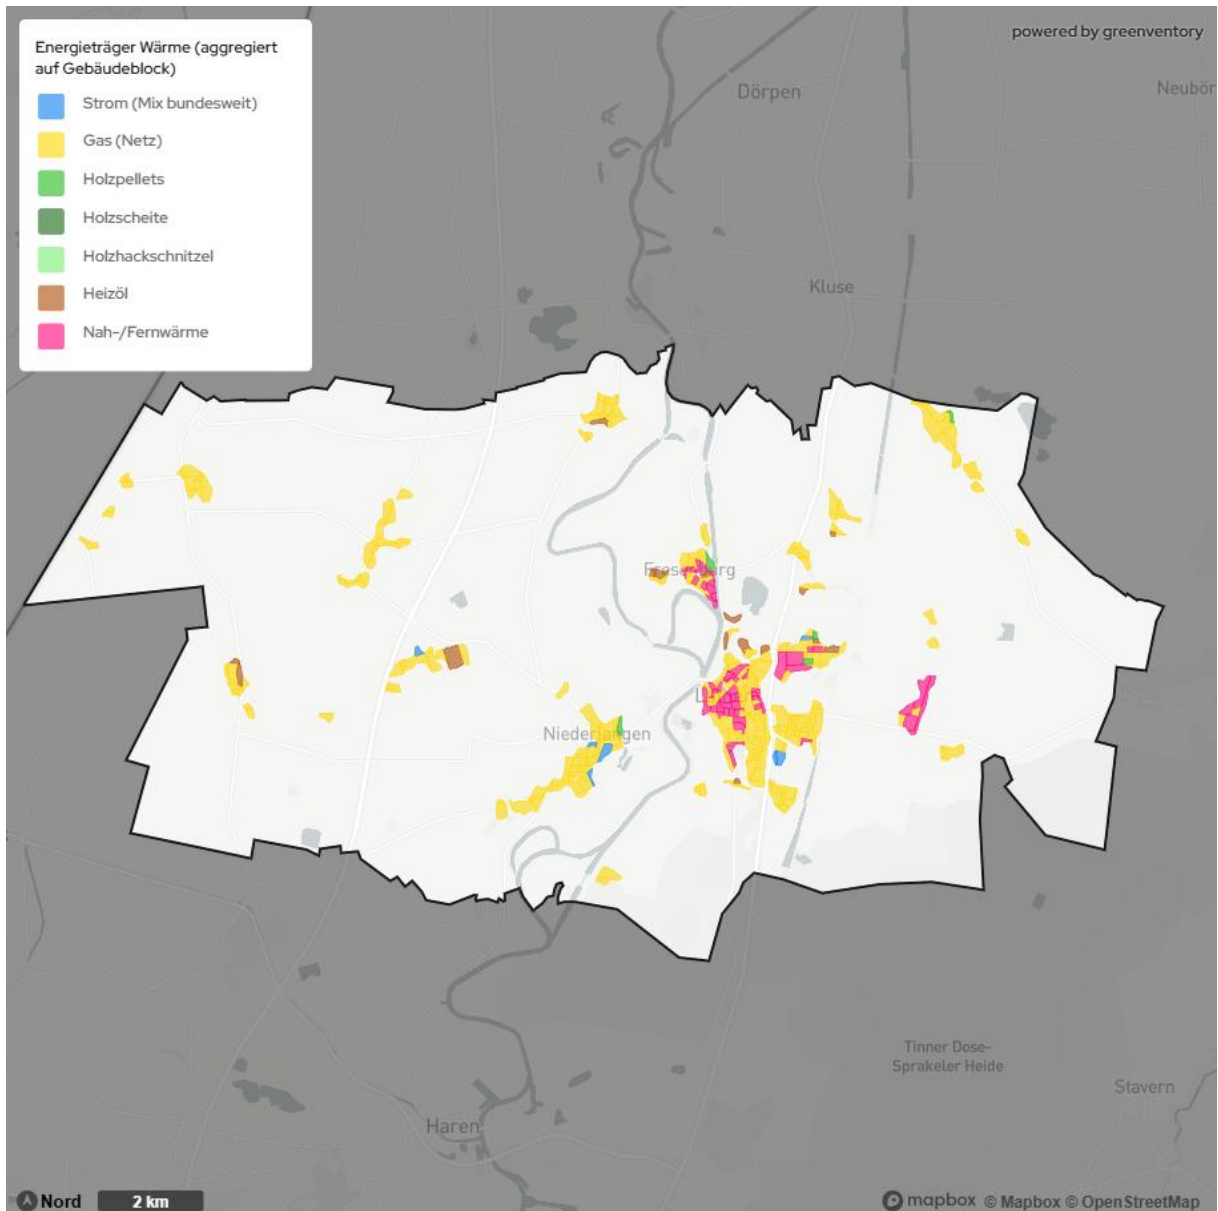 Energieträger Wärme (aggregiert
auf Gebäudeblock)
Strom (Mix bundesweit)
Gas (Netz)
Holzpellets
Holzscheite
Holzhackschnitzel
Heizöl
Nah-/Fernwärme
powered by greenventory
Dörpen
Neubör
Kluse
Fresenburg
L
Niederlangen
Tinner Dose-
Sprakeler Heide
Stavern
Haren
Nord
2 km
mapbox © Mapbox © OpenStreetMap